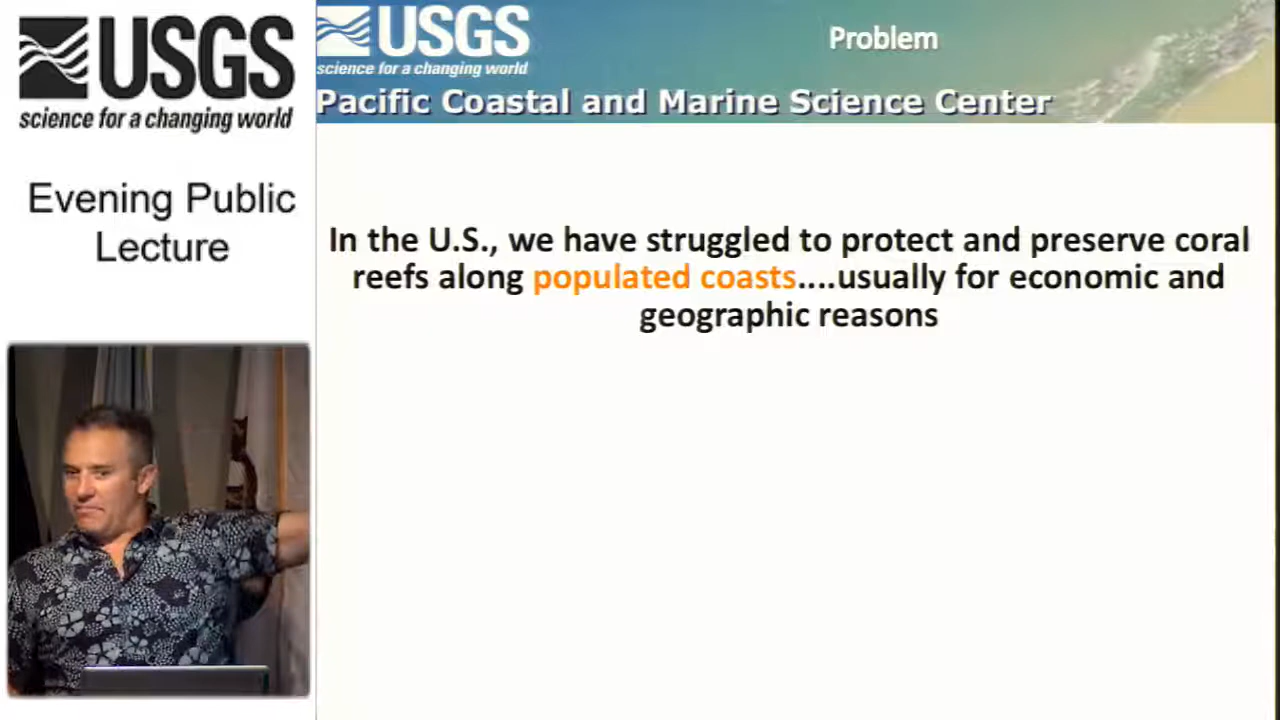 USGS
science for a changing world
Evening Public
Lecture
USGS
science for a changing world
Problem
Pacific Coastal and Marine Science Center
In the U.S., we have struggled to protect and preserve coral
reefs along populated coasts....usually for economic and
geographic reasons